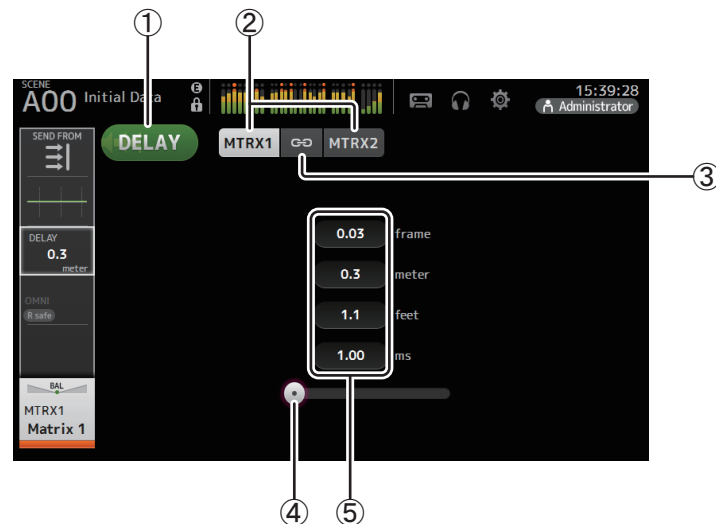 ① ②
SCENE
A00 Initial Data E 15:39:28
Administrator
SEND FROM
DELAY MTRX1 MTRX2
③
DELAY
0.3
meter
0.03 frame
0.3 meter
1.1 feet
1.00 ms
OMNI
R safe
BAL
MTRX1
Matrix 1
④ ⑤